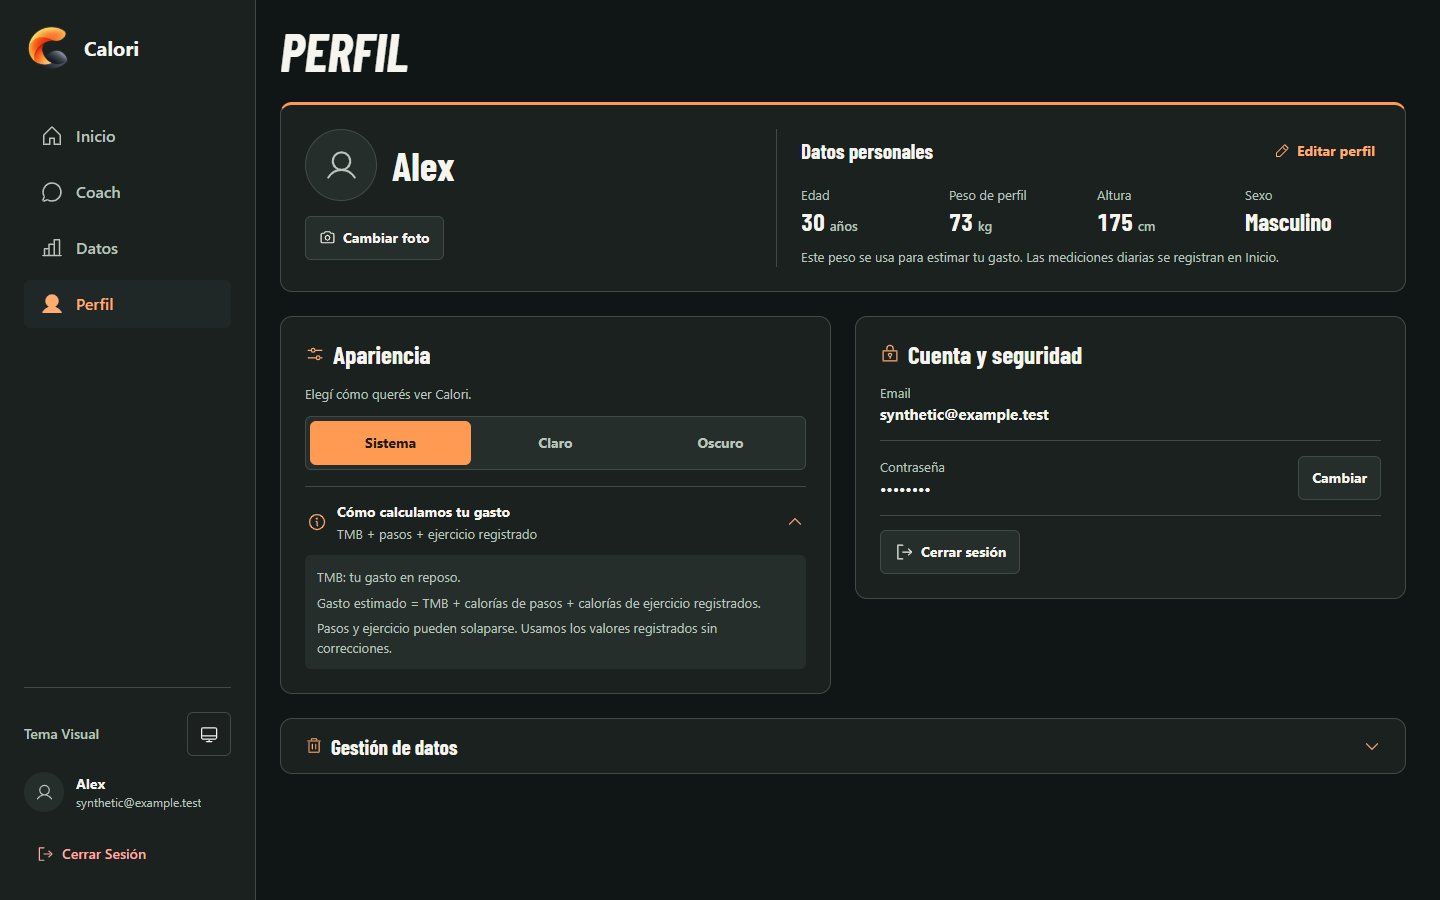 Calori
Inicio
Coach
Datos
Perfil
Tema Visual
Alex
synthetic@example.test
Cerrar Sesión
PERFIL
Alex
Cambiar foto
Datos personales
Editar perfil
Edad
30 años
Peso de perfil
73 kg
Altura
175 cm
Sexo
Masculino
Este peso se usa para estimar tu gasto. Las mediciones diarias se registran en Inicio.
Apariencia
Elegí cómo querés ver Calori.
Sistema
Claro
Oscuro
Cómo calculamos tu gasto
TMB + pasos + ejercicio registrado
TMB: tu gasto en reposo.
Gasto estimado = TMB + calorías de pasos + calorías de ejercicio registrados.
Pasos y ejercicio pueden solaparse. Usamos los valores registrados sin
correcciones.
Cuenta y seguridad
Email
synthetic@example.test
Contraseña
••••••••
Cambiar
Cerrar sesión
Gestión de datos